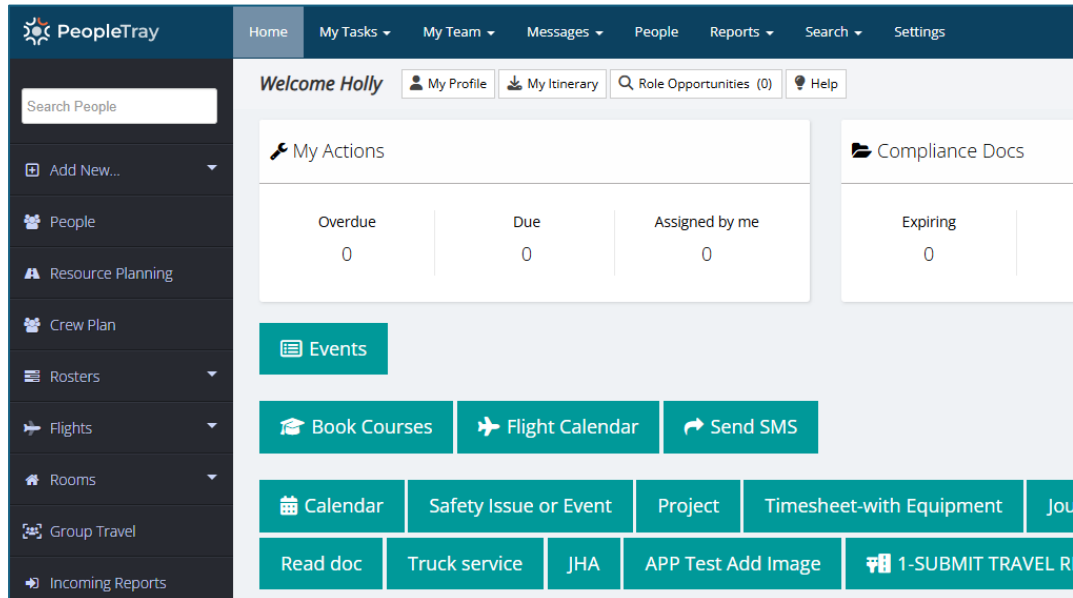 PeopleTray
Home My Tasks My Team Messages People Reports Search Settings
Search People
Add New...
People
Resource Planning
Crew Plan
Rosters
Flights
Rooms
Group Travel
Incoming Reports
Welcome Holly My Profile My Itinerary Role Opportunities (0) Help
My Actions
Overdue Due Assigned by me
0 0 0
Compliance Docs
Expiring
0
Events
Book Courses Flight Calendar Send SMS
Calendar Safety Issue or Event Project Timesheet-with Equipment Jou
Read doc Truck service JHA APP Test Add Image 1-SUBMIT TRAVEL